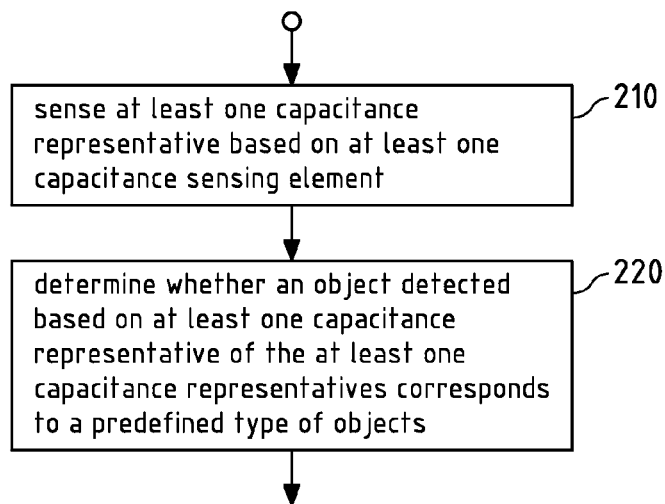 sense at least one capacitance
representative based on at least one
capacitance sensing element
210
determine whether an object detected
based on at least one capacitance
representative of the at least one
capacitance representatives corresponds
to a predefined type of objects
220